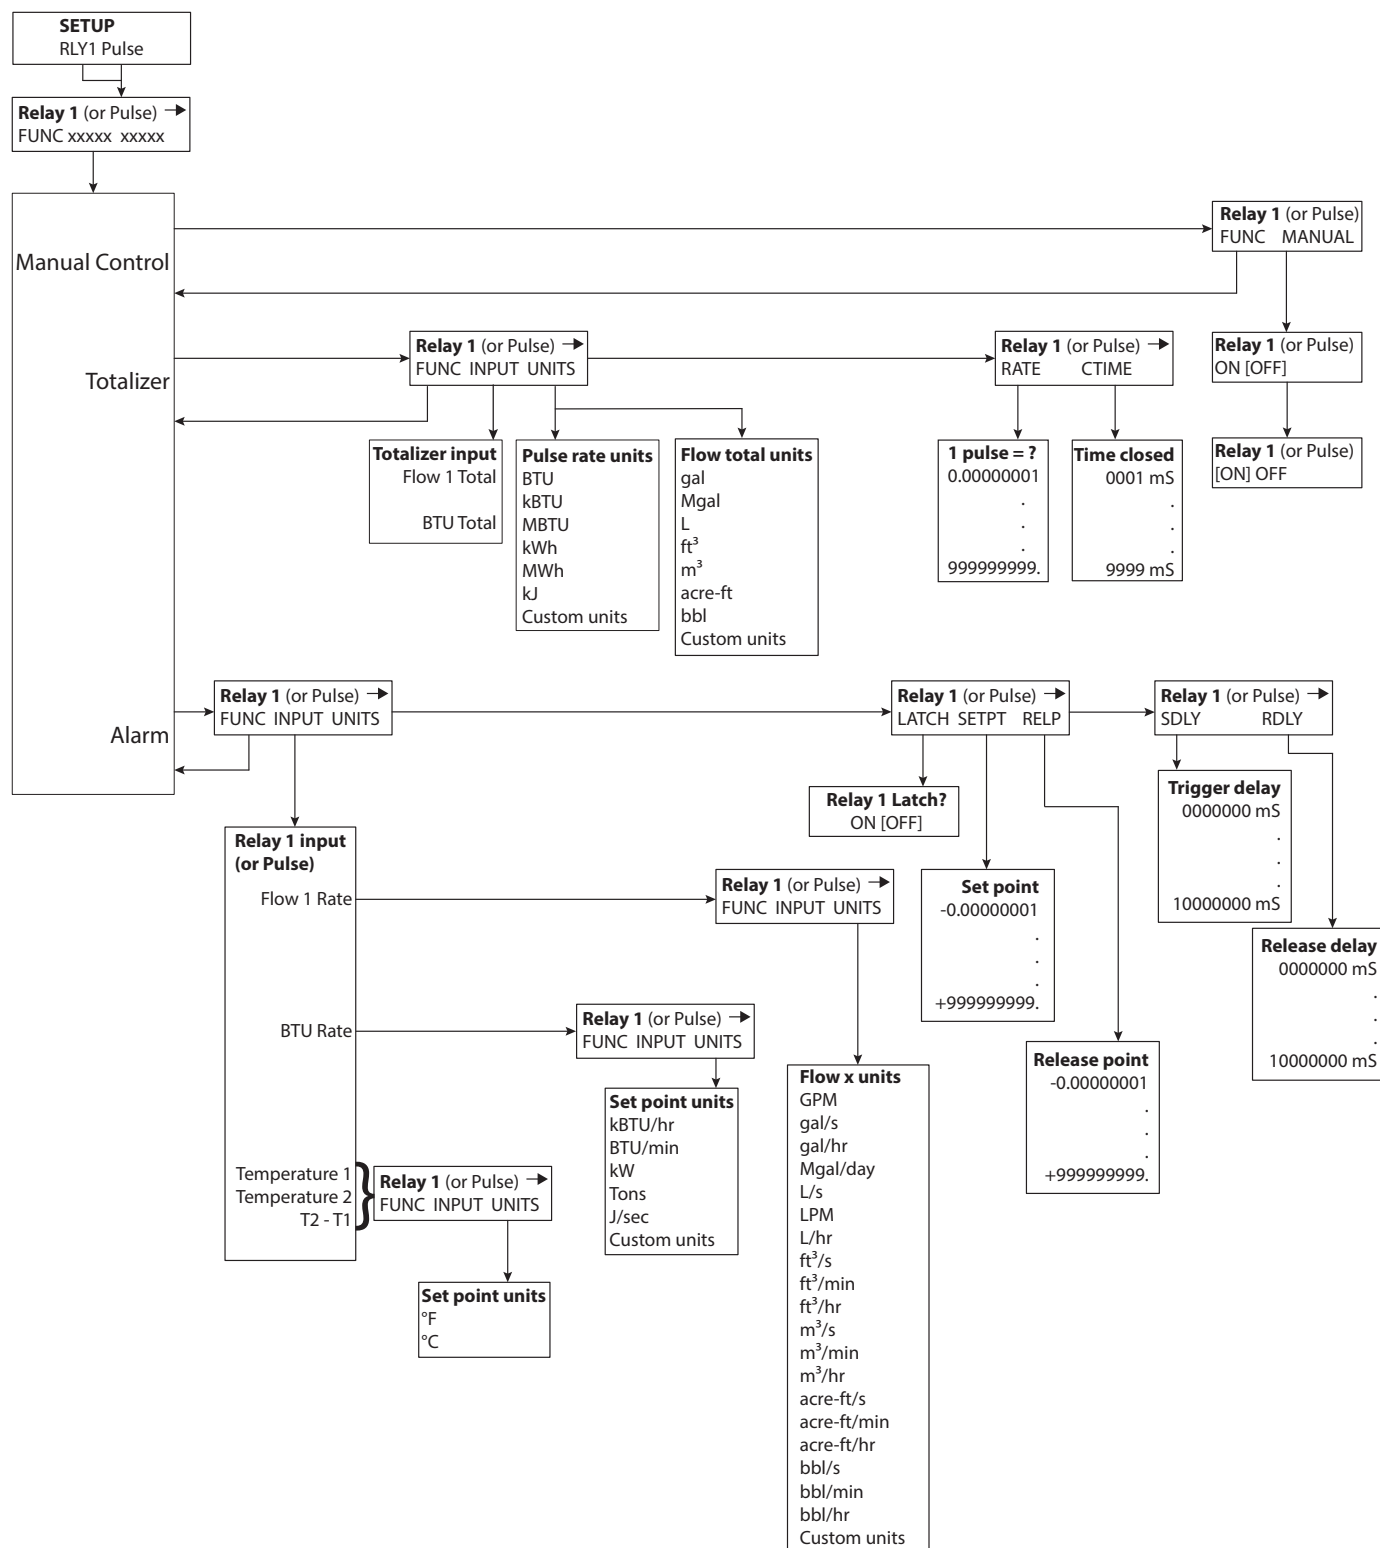 SETUP
RLY1 Pulse
Relay 1 (or Pulse)
FUNC xxxxx xxxxx
Manual Control
Totalizer
Alarm
Relay 1 (or Pulse)
FUNC MANUAL
Relay 1 (or Pulse)
ON [OFF]
Relay 1 (or Pulse)
[ON] OFF
Relay 1 (or Pulse)
FUNC INPUT UNITS
Totalizer input
Flow 1 Total
BTU Total
Pulse rate units
BTU
kBTU
MBTU
kWh
MWh
kJ
Custom units
Flow total units
gal
Mgal
L
ft³
m³
acre-ft
bbl
Custom units
Relay 1 (or Pulse)
RATE CTIME
1 pulse = ?
0.00000001
.
.
.
999999999.
Time closed
0001 mS
.
.
.
9999 mS
Relay 1 (or Pulse)
FUNC INPUT UNITS
Relay 1 (or Pulse)
LATCH SETPT RELP
Relay 1 (or Pulse)
SDLY RDLY
Relay 1 Latch?
ON [OFF]
Set point
-0.00000001
.
.
.
+999999999.
Release point
-0.00000001
.
.
.
+999999999.
Trigger delay
0000000 mS
.
.
.
10000000 mS
Release delay
0000000 mS
.
.
.
10000000 mS
Relay 1 input
(or Pulse)
Flow 1 Rate
BTU Rate
Temperature 1
Temperature 2
T2 - T1
Relay 1 (or Pulse)
FUNC INPUT UNITS
Flow x units
GPM
gal/s
gal/hr
Mgal/day
L/s
LPM
L/hr
ft³/s
ft³/min
ft³/hr
m³/s
m³/min
m³/hr
acre-ft/s
acre-ft/min
acre-ft/hr
bbl/s
bbl/min
bbl/hr
Custom units
Relay 1 (or Pulse)
FUNC INPUT UNITS
Set point units
kBTU/hr
BTU/min
kW
Tons
J/sec
Custom units
Relay 1 (or Pulse)
FUNC INPUT UNITS
Set point units
°F
°C